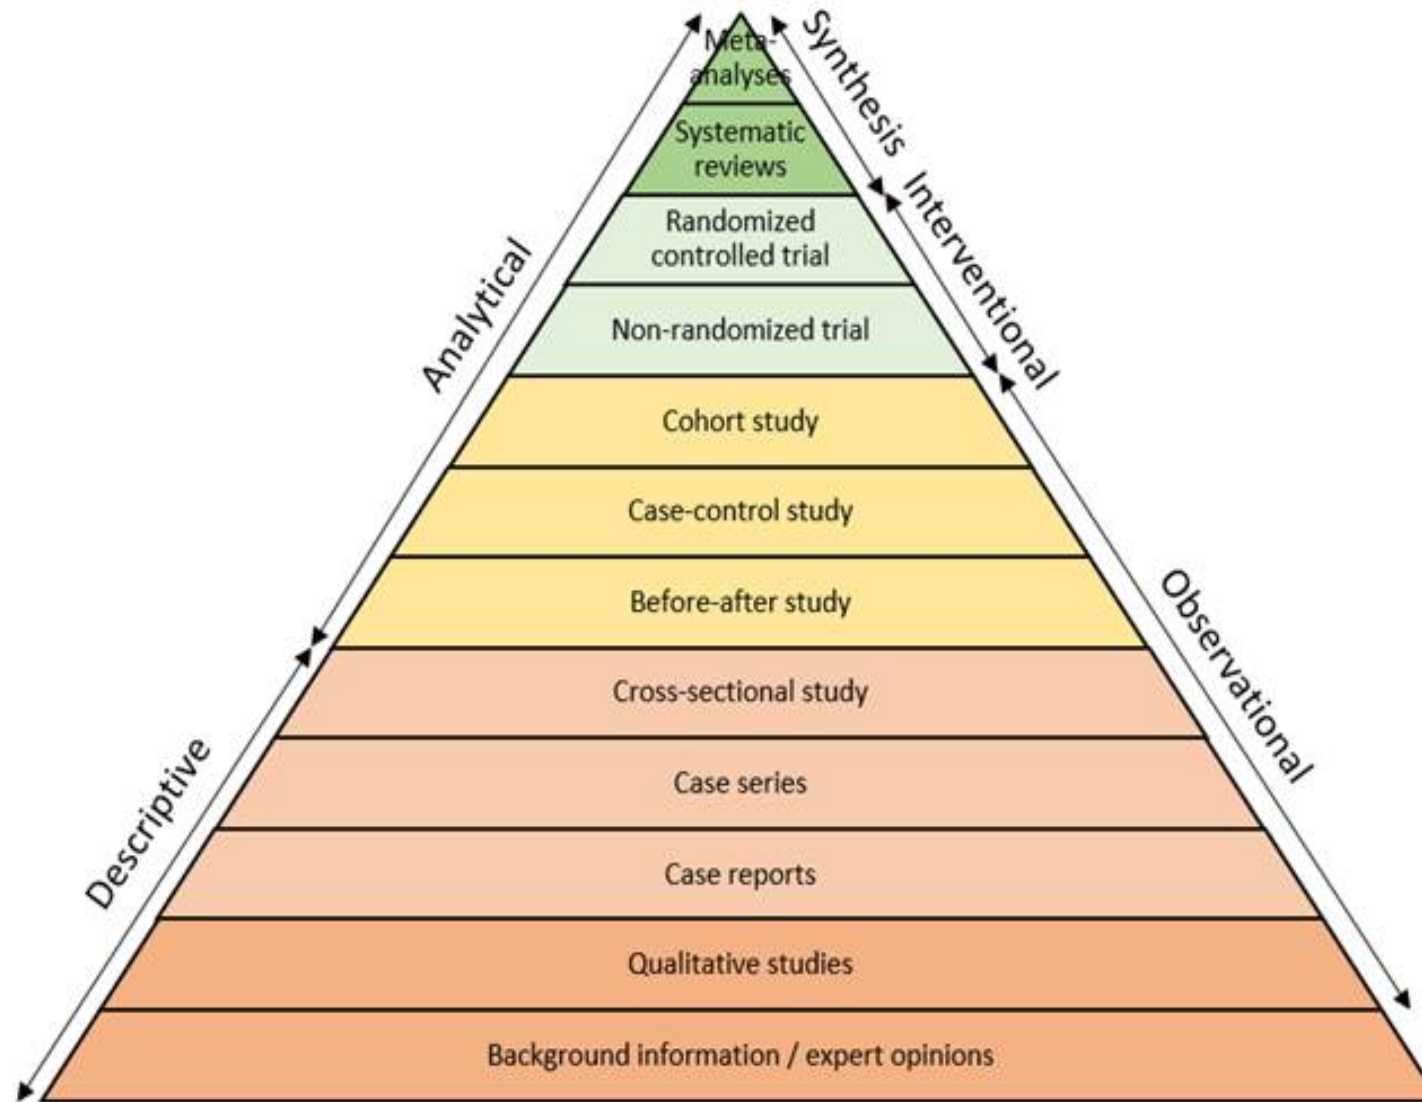 Meta-
analyses
Systematic
reviews
Randomized
controlled trial
Non-randomized trial
Cohort study
Case-control study
Before-after study
Cross-sectional study
Case series
Case reports
Qualitative studies
Background information / expert opinions
Analytical
Descriptive
Synthesis
Interventional
Observational